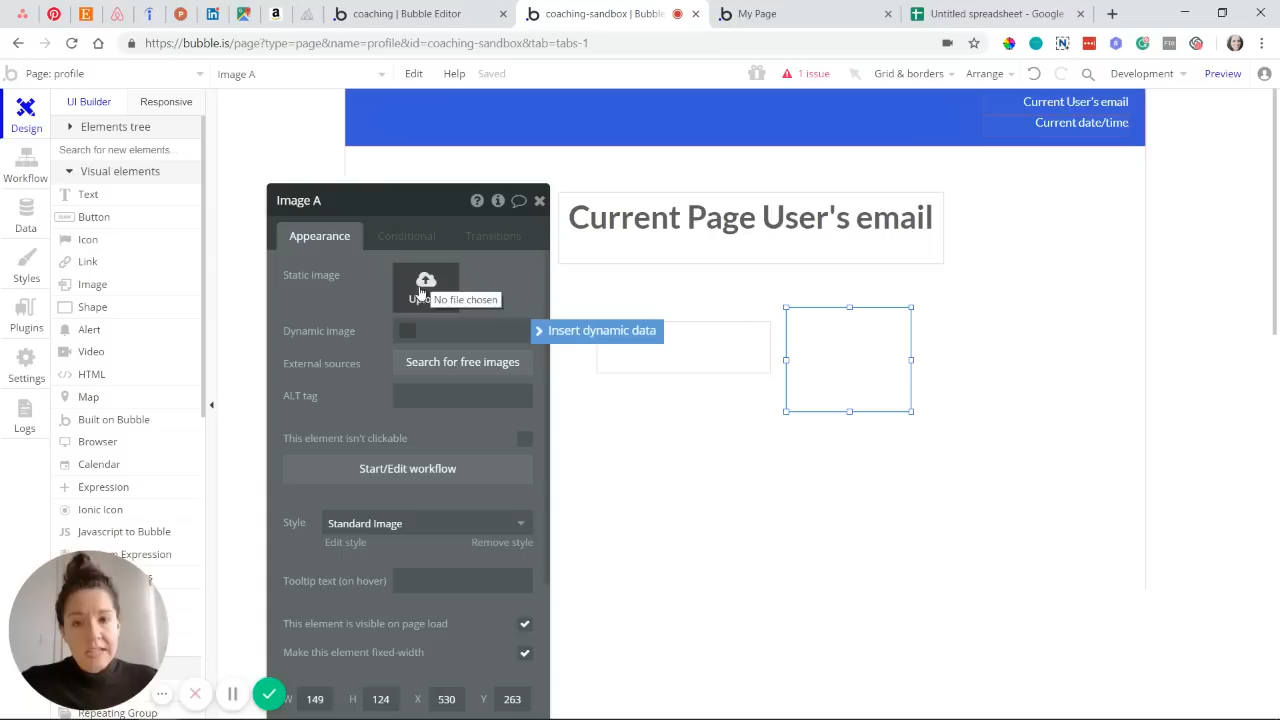 coaching | Bubble Editor
coaching-sandbox | Bubble
My Page
Untitled spreadsheet - Google
https://bubble.is/page?type=page&name=profile&id=coaching-sandbox&tab=tabs-1
Page: profile
Image A
Edit
Help
Saved
1 issue
Grid & borders
Arrange
Development
Preview
Design
Workflow
Data
Styles
Plugins
Settings
Logs
UI Builder
Responsive
Elements tree
Search for new elements...
Visual elements
Text
Button
Icon
Link
Image
Shape
Alert
Video
HTML
Map
Built on Bubble
Browser
Calendar
Expression
Ionic Icon
Javascript to Bubble
Expression
Repeating Group
Current User's email
Current date/time
Current Page User's email
Image A
Appearance
Conditional
Transitions
Static image
No file chosen
Dynamic image
Insert dynamic data
External sources
Search for free images
ALT tag
This element isn't clickable
Start/Edit workflow
Style
Standard Image
Edit style
Remove style
Tooltip text (on hover)
This element is visible on page load
Make this element fixed-width
W 149 H 124 X 530 Y 263